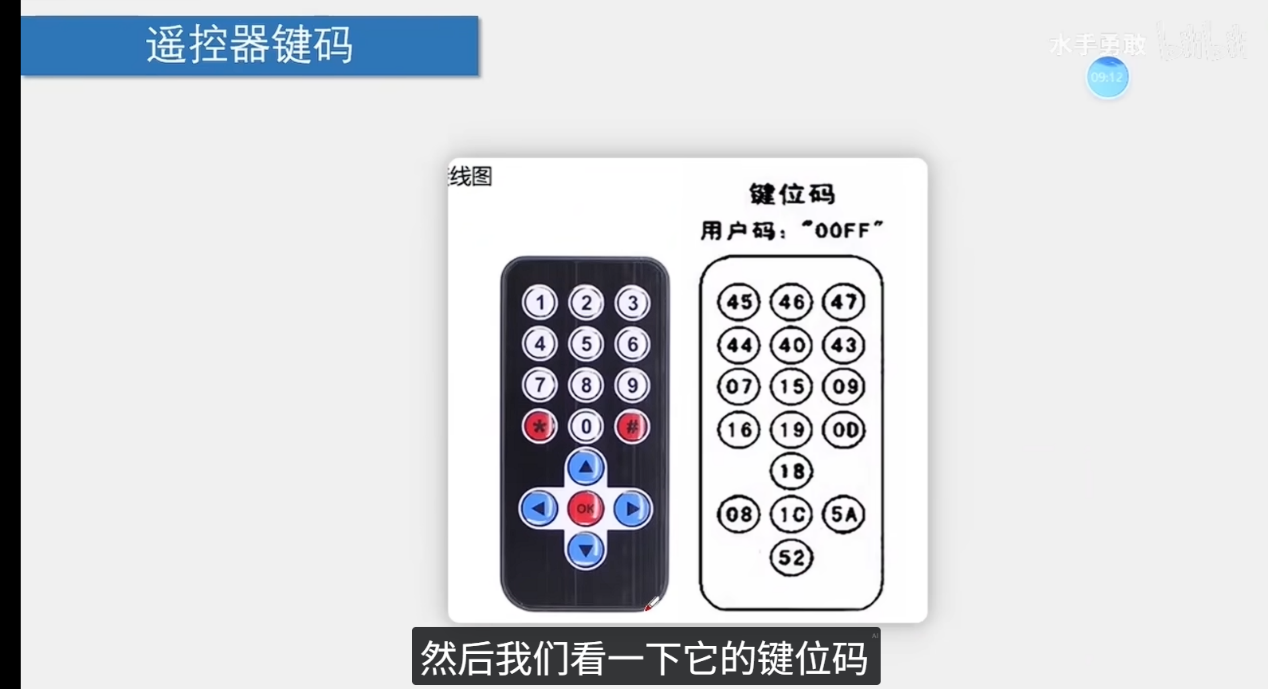 遥控器键码
水手勇敢 bilibili
09:12
线图
键位码
用户码："00FF"
1 2 3
4 5 6
7 8 9
* 0 #
OK
45 46 47
44 40 43
07 15 09
16 19 0D
18
08 1C 5A
52
然后我们看一下它的键位码
AI